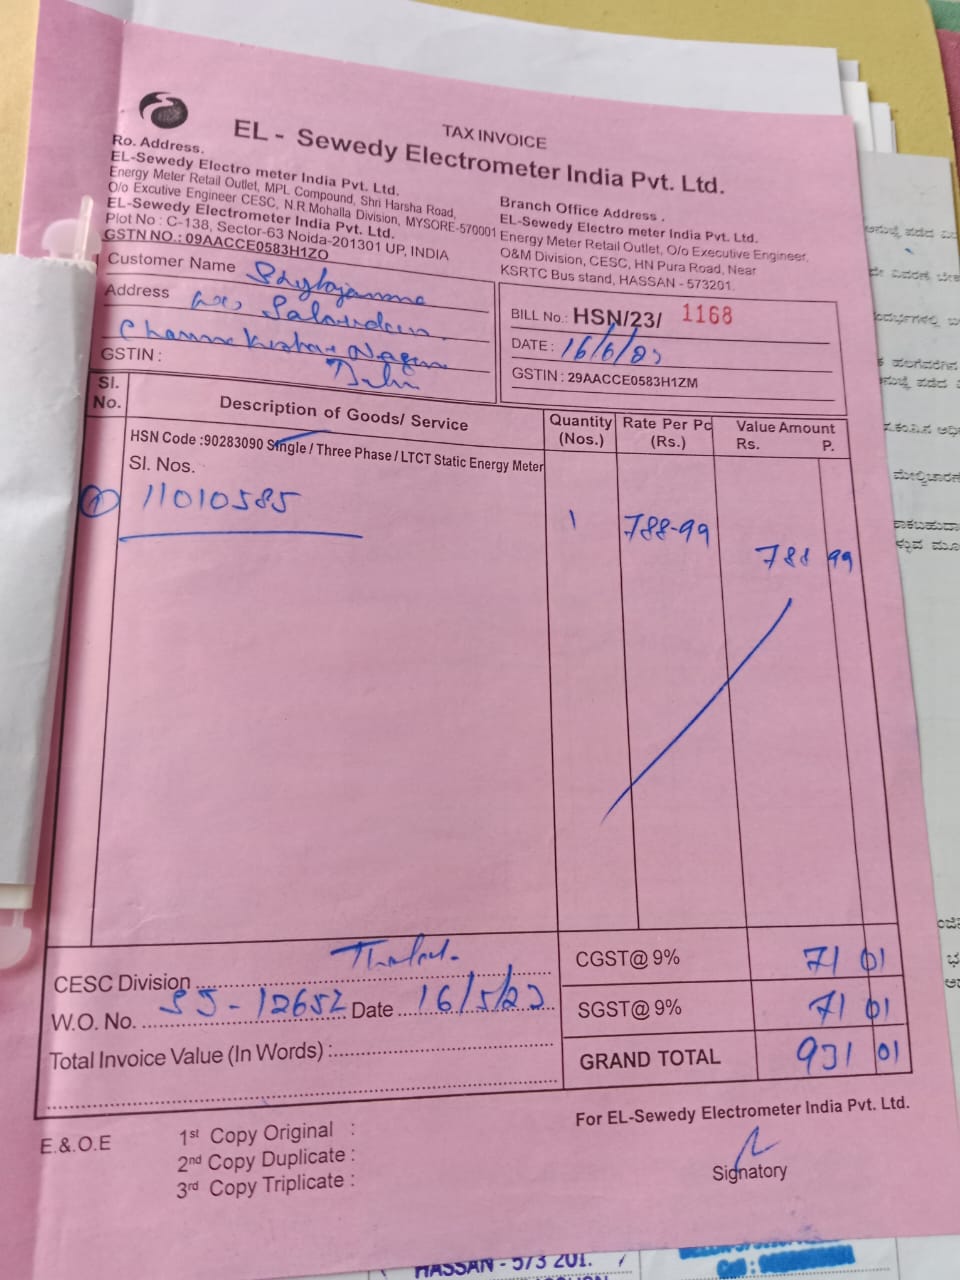 TAX INVOICE
EL - Sewedy Electrometer India Pvt. Ltd.
Ro. Address.
EL-Sewedy Electro meter India Pvt. Ltd.
Energy Meter Retail Outlet, MPL Compound, Shri Harsha Road,
O/o Excutive Engineer CESC, N.R Mohalla Division, MYSORE-570001
EL-Sewedy Electrometer India Pvt. Ltd.
Plot No : C-138, Sector-63 Noida-201301 UP, INDIA
GSTN NO.: 09AACCE0583H1ZO
Branch Office Address .
EL-Sewedy Electro meter India Pvt. Ltd.
Energy Meter Retail Outlet, O/o Executive Engineer,
O&M Division, CESC, HN Pura Road, Near
KSRTC Bus stand, HASSAN - 573201.
Customer Name
Address
GSTIN :
BILL No.: HSN/23/ 1168
DATE : 16/6/23
GSTIN : 29AACCE0583H1ZM
Sl. No. Description of Goods/ Service Quantity (Nos.) Rate Per Pc (Rs.) Value Amount Rs. P.
HSN Code :90283090 Single / Three Phase / LTCT Static Energy Meter
Sl. Nos.
1 11010585 1 788-99 788 99
CESC Division
W.O. No. SJ-12652 Date 16/5/23
Total Invoice Value (In Words) :
CGST@ 9% 71 01
SGST@ 9% 71 01
GRAND TOTAL 931 01
For EL-Sewedy Electrometer India Pvt. Ltd.
E.&.O.E
1st Copy Original :
2nd Copy Duplicate :
3rd Copy Triplicate :
Signatory
HASSAN - 573 201.